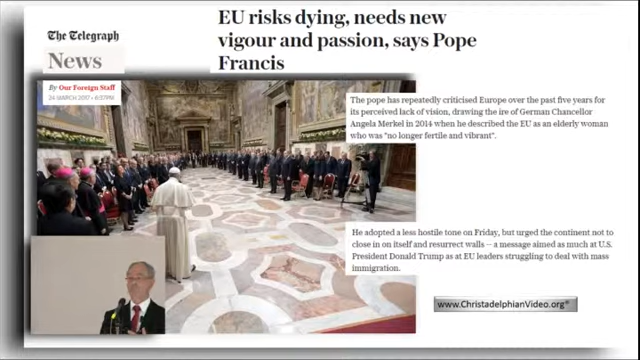 The Telegraph
News
EU risks dying, needs new
vigour and passion, says Pope
Francis
By Our Foreign Staff
24 MARCH 2017 • 6:37PM
The pope has repeatedly criticised Europe over the past five years for
its perceived lack of vision, drawing the ire of German Chancellor
Angela Merkel in 2014 when he described the EU as an elderly woman
who was "no longer fertile and vibrant".
He adopted a less hostile tone on Friday, but urged the continent not to
close in on itself and resurrect walls -- a message aimed as much at U.S.
President Donald Trump as at EU leaders struggling to deal with mass
immigration.
www.ChristadelphianVideo.org®